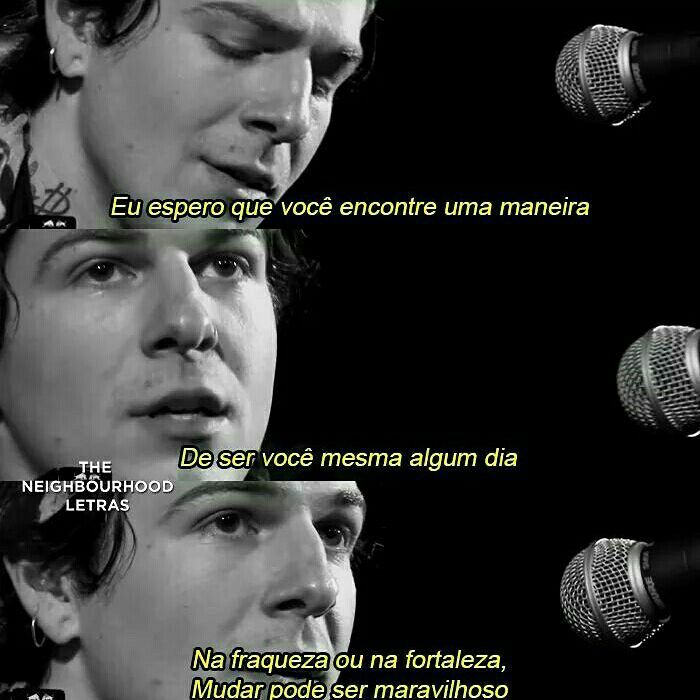 Eu espero que você encontre uma maneira
De ser você mesma algum dia
THE
NEIGHBOURHOOD
LETRAS
Na fraqueza ou na fortaleza,
Mudar pode ser maravilhoso